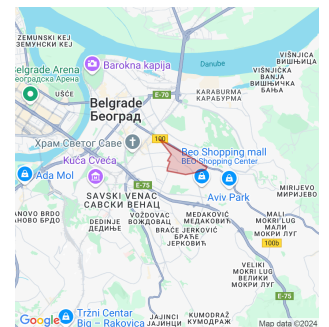 ZEMUNSKI KEJ
ЗЕМУНСКИ КЕЈ
Barokna kapija
Danube
VIŠNJICA
ВИШЊИЦА
VIŠNJIČKA
BANJA
ВИШЊИЧКА
БАЊА
Belgrade Arena
Београдска Арена
UŠĆE
УШЋЕ
E-70
KARABURMA
КАРАБУРМА
Belgrade
Београд
100
Храм Светог Саве
Beo Shopping mall
BEO Shopping Center
Kuća Cveća
Ada Mol
E-75
Aviv Park
MIRIJEVO
МИРИЈЕВО
SAVSKI VENAC
САВСКИ ВЕНАЦ
NOVO BRDO
НОВО БРДО
VOŽDOVAC
ВОЖДОВАЦ
MEDAKOVIĆ
МЕДАКОВИЋ
MALI
MOKRI LUG
МАЛИ
МОКРИ ЛУГ
DEDINJE
ДЕДИЊЕ
BRAĆE JERKOVIĆ
БРАЋЕ
ЈЕРКОВИЋ
100b
E-75
VELIKI
MOKRI LUG
ВЕЛИКИ
МОКРИ ЛУГ
Tržni Centar
Big – Rakovica
JAJINCI
ЈАЈИНЦИ
KUMODRAŽ
КУМОДРАЖ
Google
Map data ©2024